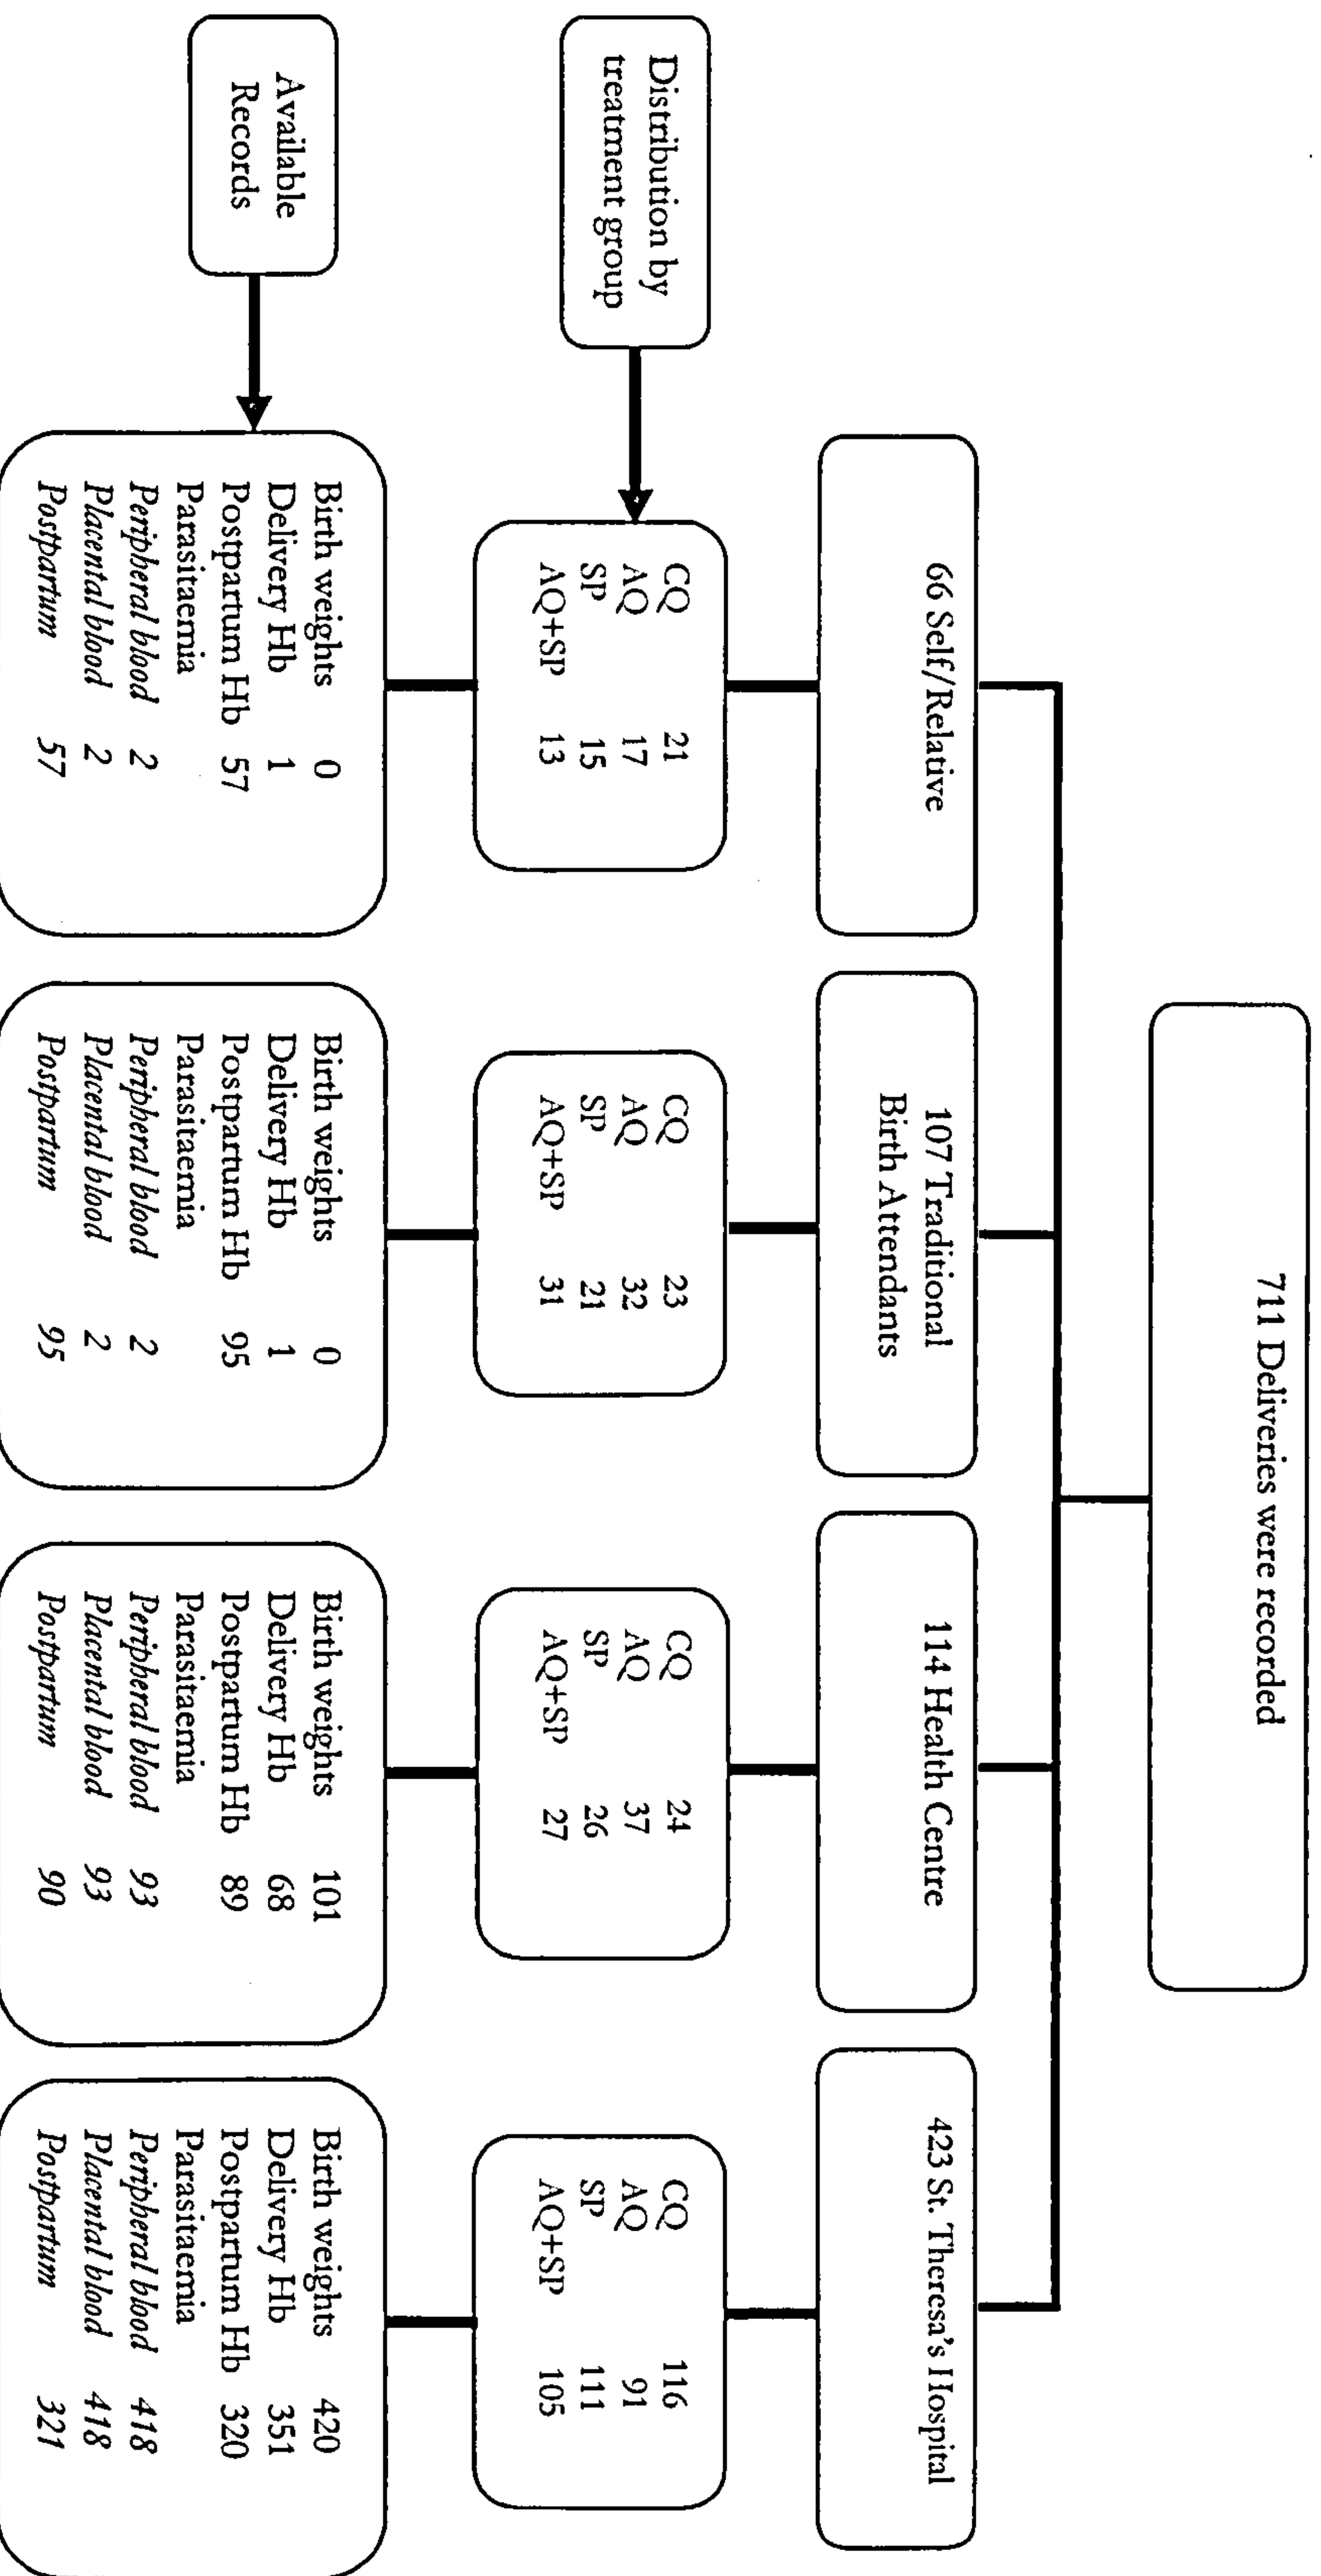 711 Deliveries were recorded
66 Self/Relative
107 Traditional
Birth Attendants
114 Health Centre
423 St. Theresa's Hospital
Distribution by
treatment group
CQ 21
AQ 17
SP 15
AQ+SP 13
CQ 23
AQ 32
SP 21
AQ+SP 31
CQ 24
AQ 37
SP 26
AQ+SP 27
CQ 116
AQ 91
SP 111
AQ+SP 105
Available
Records
Birth weights 0
Delivery Hb 1
Postpartum Hb 57
Parasitaemia
Peripheral blood 2
Placental blood 2
Postpartum 57
Birth weights 0
Delivery Hb 1
Postpartum Hb 95
Parasitaemia
Peripheral blood 2
Placental blood 2
Postpartum 95
Birth weights 101
Delivery Hb 68
Postpartum Hb 89
Parasitaemia
Peripheral blood 93
Placental blood 93
Postpartum 90
Birth weights 420
Delivery Hb 351
Postpartum Hb 320
Parasitaemia
Peripheral blood 418
Placental blood 418
Postpartum 321